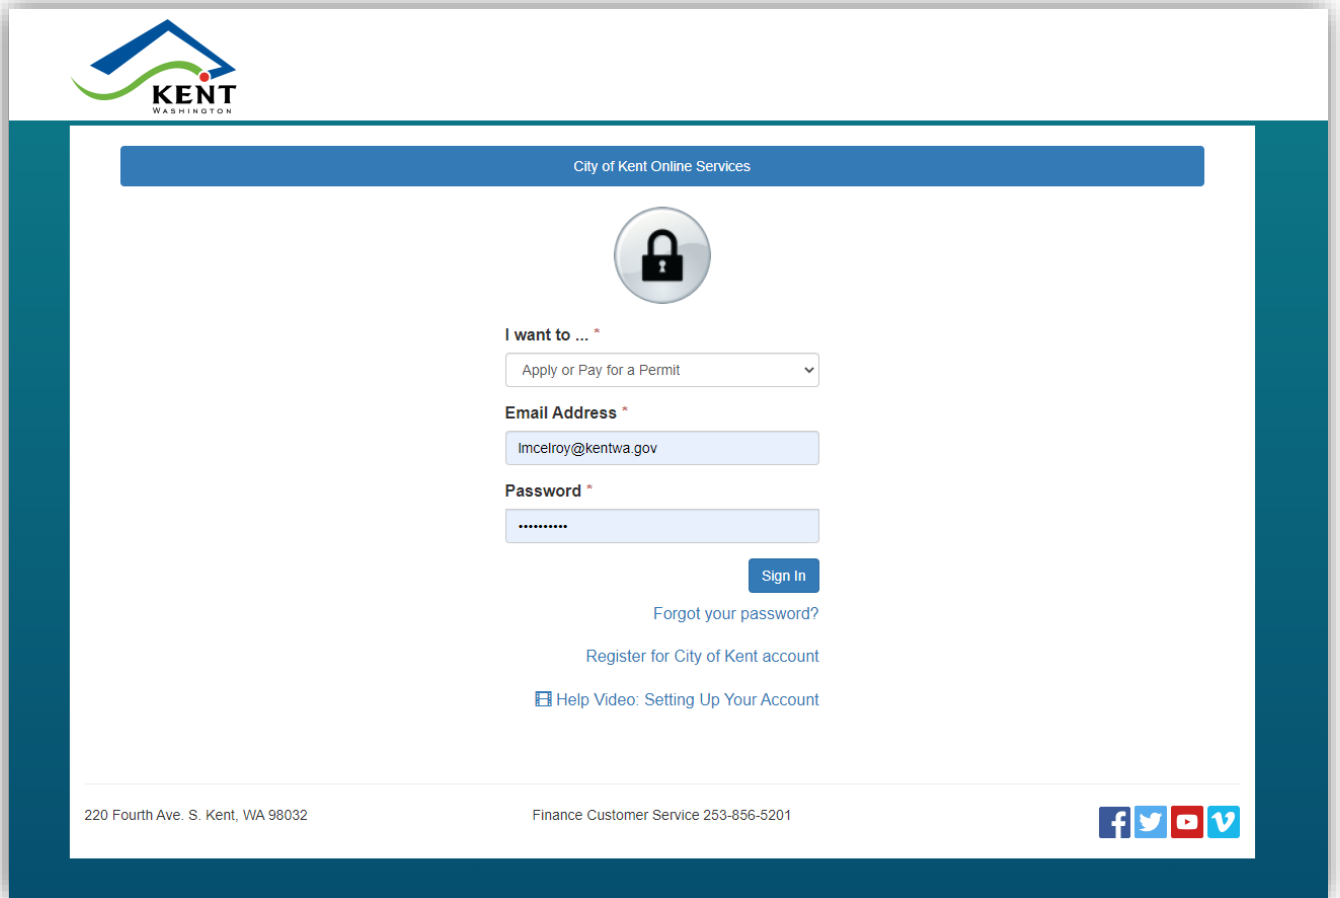 KENT
WASHINGTON
City of Kent Online Services
I want to ... *
Apply or Pay for a Permit
Email Address *
lmcelroy@kentwa.gov
Password *
••••••••••
Sign In
Forgot your password?
Register for City of Kent account
Help Video: Setting Up Your Account
220 Fourth Ave. S. Kent, WA 98032
Finance Customer Service 253-856-5201